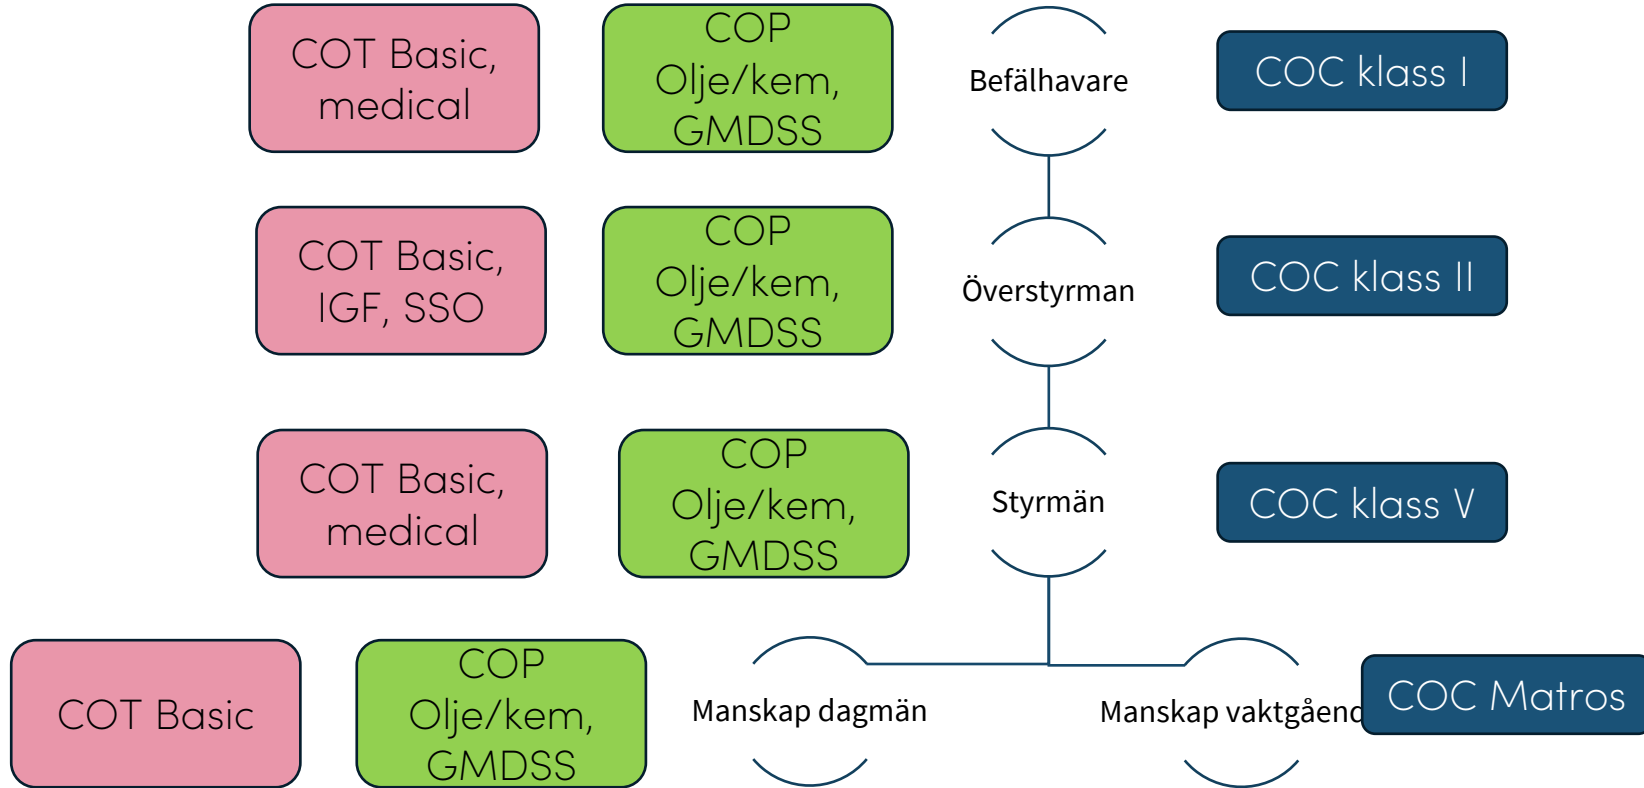 COT Basic,
medical
COP
Olje/kem,
GMDSS
Befälhavare
COC klass I
COT Basic,
IGF, SSO
COP
Olje/kem,
GMDSS
Överstyrman
COC klass II
COT Basic,
medical
COP
Olje/kem,
GMDSS
Styrmän
COC klass V
COT Basic
COP
Olje/kem,
GMDSS
Manskap dagmän
Manskap vaktgåend
COC Matros